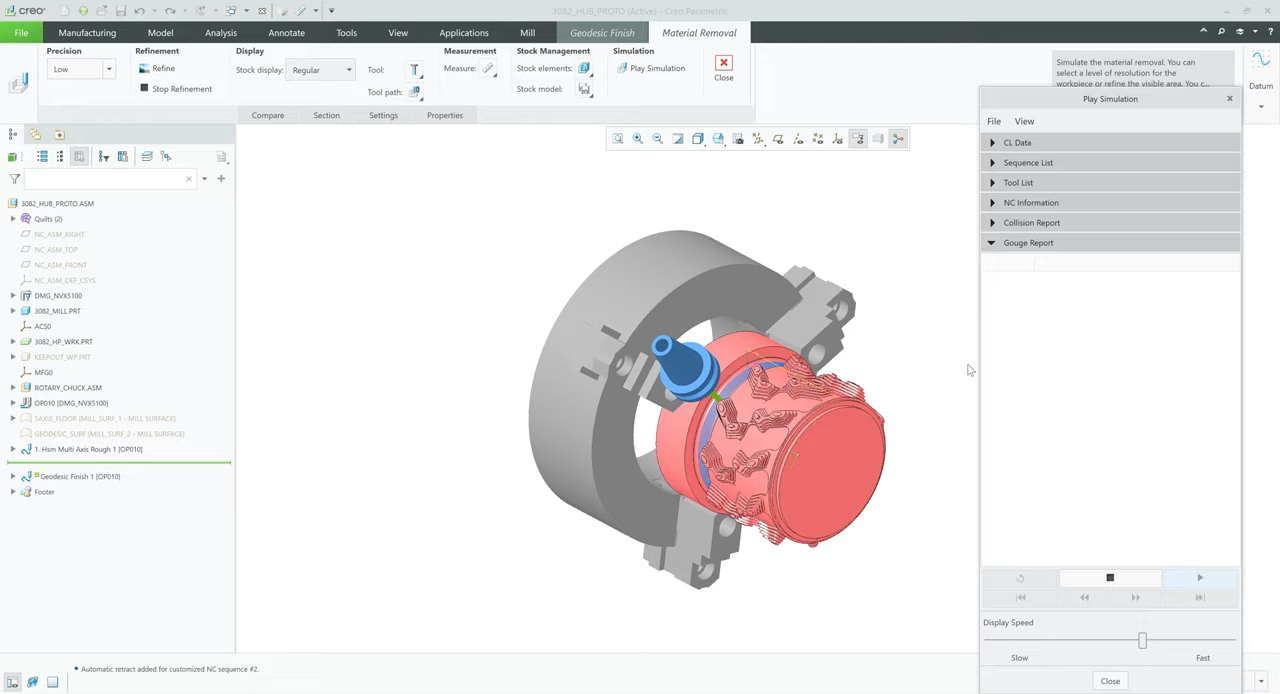 creo
3082_HUB_PROTO (Active) - Creo Parametric
File
Manufacturing
Model
Analysis
Annotate
Tools
View
Applications
Mill
Geodesic Finish
Material Removal
Precision
Low
Refinement
Refine
Stop Refinement
Display
Stock display:
Regular
Tool:
Tool path:
Measurement
Measure:
Stock Management
Stock elements:
Stock model:
Simulation
Play Simulation
Close
Simulate the material removal. You can
select a level of resolution for the
workpiece or refine the visible area. You c...
Datum
Compare
Section
Settings
Properties
3082_HUB_PROTO.ASM
Quilts (2)
NC_ASM_RIGHT
NC_ASM_TOP
NC_ASM_FRONT
NC_ASM_DEF_CSYS
DMG_NVX5100
3082_MILL.PRT
ACS0
3082_HP_WRK.PRT
KEEPOUT_WP.PRT
MFG0
ROTARY_CHUCK.ASM
OP010 [DMG_NVX5100]
5AXIS_FLOOR [MILL_SURF_1 - MILL SURFACE]
GEODESIC_SURF [MILL_SURF_2 - MILL SURFACE]
1. Hsm Multi Axis Rough 1 [OP010]
Geodesic Finish 1 [OP010]
Footer
Play Simulation
File
View
CL Data
Sequence List
Tool List
NC Information
Collision Report
Gouge Report
Display Speed
Slow
Fast
Close
Automatic retract added for customized NC sequence #2.